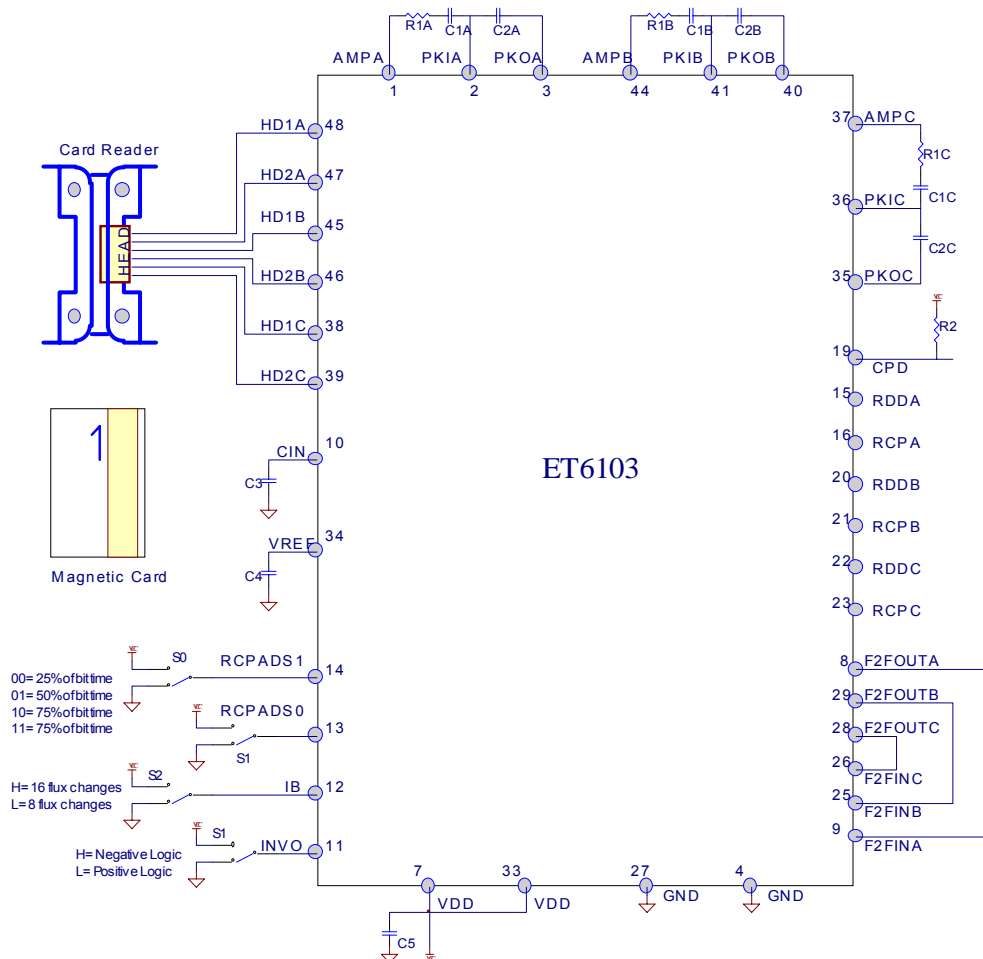 R1A
C1A
C2A
R1B
C1B
C2B
AMPA
PKIA
PKOA
AMPB
PKIB
PKOB
1
2
3
44
41
40
Card Reader
HEAD
HD1A
48
HD2A
47
HD1B
45
HD2B
46
HD1C
38
HD2C
39
37
AMPC
R1C
C1C
36
PKIC
C2C
35
PKOC
VCC
R2
19
CPD
15
RDDA
16
RCPA
20
RDDB
21
RCPB
22
RDDC
23
RCPC
ET6103
1
Magnetic Card
CIN
10
C3
VREF
34
C4
VCC
S0
RCPADS1
14
00= 25%ofbittime
01= 50%ofbittime
10= 75%ofbittime
11= 75%ofbittime
VCC
RCPADS0
13
S1
VCC
S2
IB
12
H= 16 flux changes
L= 8 flux changes
VCC
S1
INVO
11
H= Negative Logic
L= Positive Logic
8
F2FOUTA
29
F2FOUTB
28
F2FOUTC
26
F2FINC
25
F2FINB
9
F2FINA
7
VDD
33
VDD
27
GND
4
GND
C5
VCC